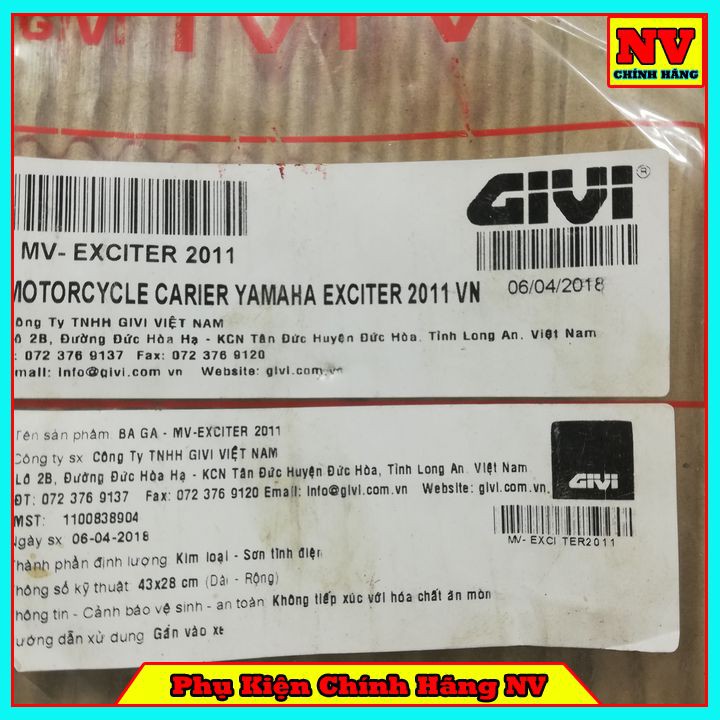 GIVI
NV
CHÍNH HÃNG
GIVI®
MV- EXCITER 2011
MOTORCYCLE CARIER YAMAHA EXCITER 2011 VN
06/04/2018
Công Ty TNHH GIVI VIỆT NAM
Lô 2B, Đường Đức Hòa Hạ - KCN Tân Đức Huyện Đức Hòa, Tỉnh Long An. Việt Nam
: 072 376 9137 Fax: 072 376 9120
Email: Info@givi.com vn Website: givi.com.vn
Tên sản phẩm BA GA - MV-EXCITER 2011
Công ty sx Công Ty TNHH GIVI VIỆT NAM
Lô 2B, Đường Đức Hòa Hạ - KCN Tân Đức Huyện Đức Hòa, Tỉnh Long An. Việt Nam
ĐT: 072 376 9137 Fax: 072 376 9120 Email: Info@givi.com.vn Website: givi.com.vn
MST: 1100838904
Ngày sx 06-04-2018
Thành phần định lượng Kim loại - Sơn tĩnh điện
Thông số kỹ thuật 43x28 cm (Dài - Rộng)
Thông tin - Cảnh báo vệ sinh - an toàn Không tiếp xúc với hóa chất ăn mòn
Hướng dẫn xử dụng Gắn vào xe
GIVI
MV- EXCITER2011
Phụ Kiện Chính Hãng NV